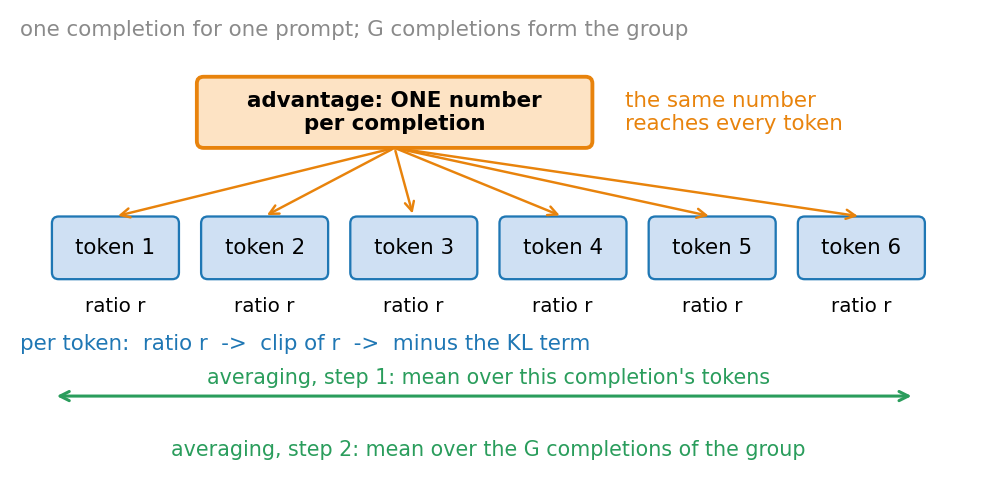 one completion for one prompt; G completions form the group
advantage: ONE number
per completion
the same number
reaches every token
token 1
token 2
token 3
token 4
token 5
token 6
ratio r
ratio r
ratio r
ratio r
ratio r
ratio r
per token:  ratio r  ->  clip of r  ->  minus the KL term
averaging, step 1: mean over this completion's tokens
averaging, step 2: mean over the G completions of the group